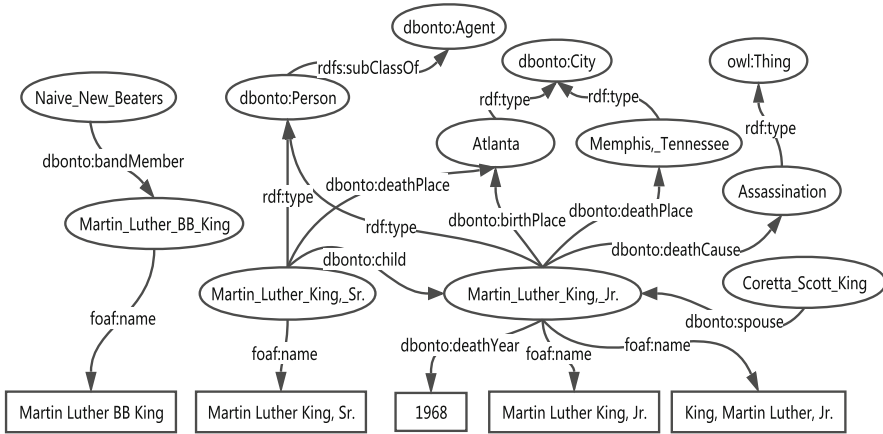 dbonto:Agent
rdfs:subClassOf
dbonto:City
owl:Thing
Naive_New_Beaters
dbonto:Person
rdf:type
rdf:type
rdf:type
Atlanta
Memphis,_Tennessee
dbonto:bandMember
dbonto:deathPlace
Assassination
rdf:type
Martin_Luther_BB_King
dbonto:birthPlace
dbonto:deathPlace
rdf:type
dbonto:deathCause
dbonto:child
Martin_Luther_King,_Sr.
Martin_Luther_King,_Jr.
Coretta_Scott_King
foaf:name
dbonto:spouse
foaf:name
dbonto:deathYear
foaf:name
foaf:name
Martin Luther BB King
Martin Luther King, Sr.
1968
Martin Luther King, Jr.
King, Martin Luther, Jr.